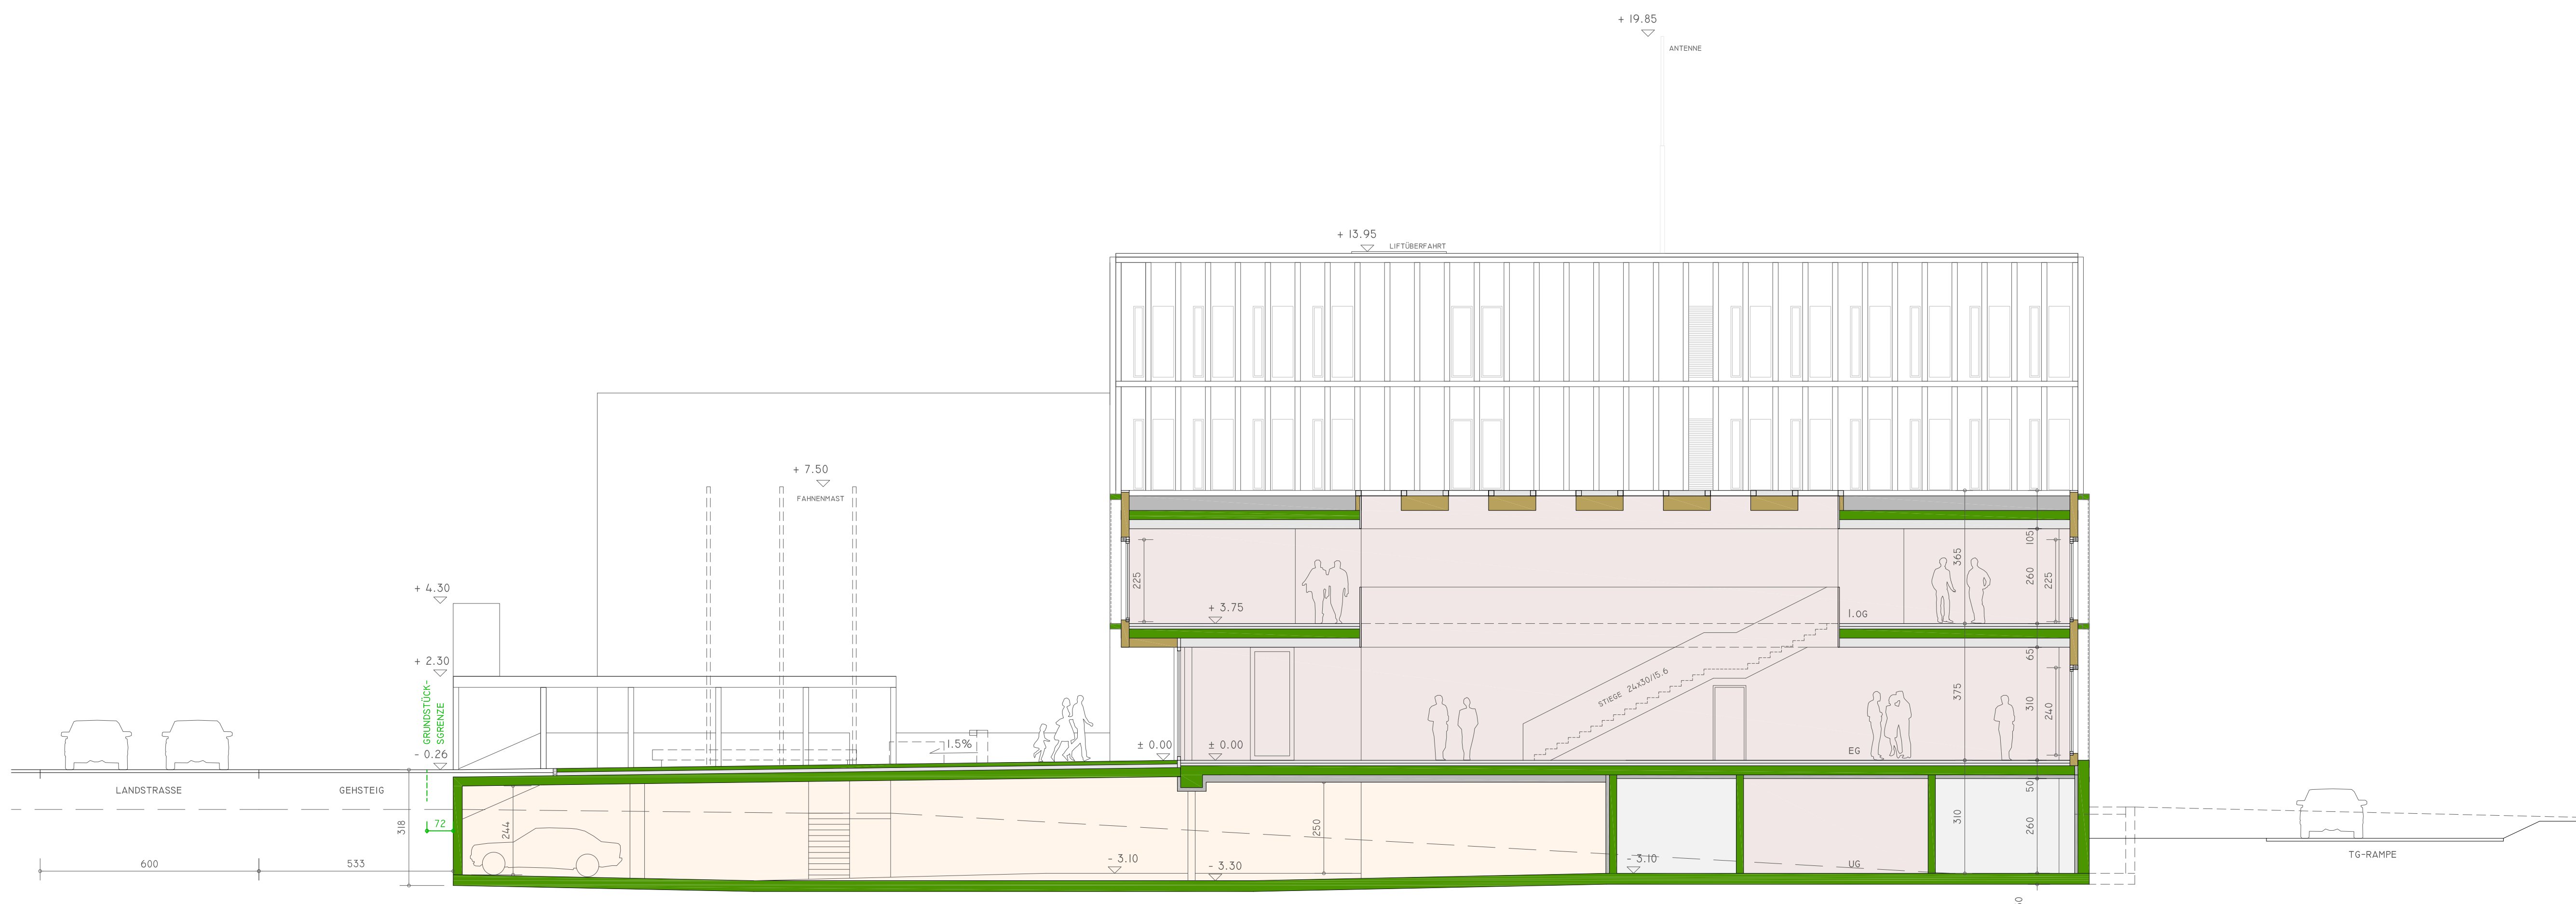 + 19.85
ANTENNE
+ 13.95
LIFTÜBERFAHRT
+ 7.50
FAHNENMAST
+ 4.30
+ 2.30
GRUNDSTÜCK-
SGRENZE
- 0.26
± 0.00
± 0.00
1.5%
+ 3.75
225
365
105
260
225
1.OG
65
STIEGE 24X30/15.6
375
310
240
EG
LANDSTRASSE
GEHSTEIG
318
72
244
250
50
310
260
600
533
- 3.10
- 3.30
- 3.10
UG
TG-RAMPE